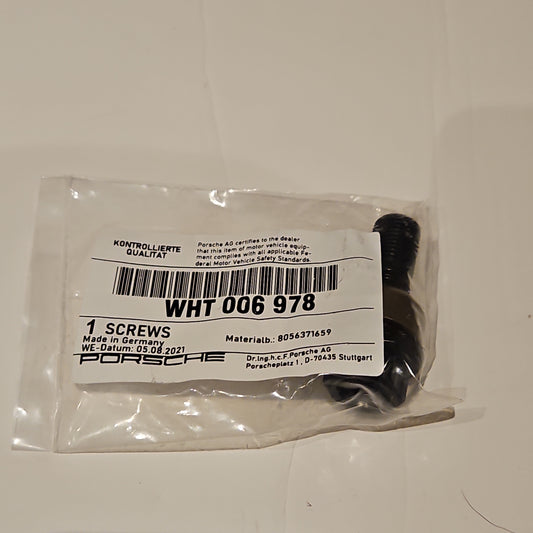 KONTROLLIERTE
QUALITAT
Porsche AG certifies to the dealer
that this item of motor vehicle equip-
ment complies with all applicable Fe-
deral Motor Vehicle Safety Standards
WHT 006 978
1 SCREWS
Made in Germany
WE-Datum: 05.08.2021
Materialb.: 8056371659
PORSCHE
Dr.Ing.h.c.F.Porsche AG
Porscheplatz 1 , D-70435 Stuttgart